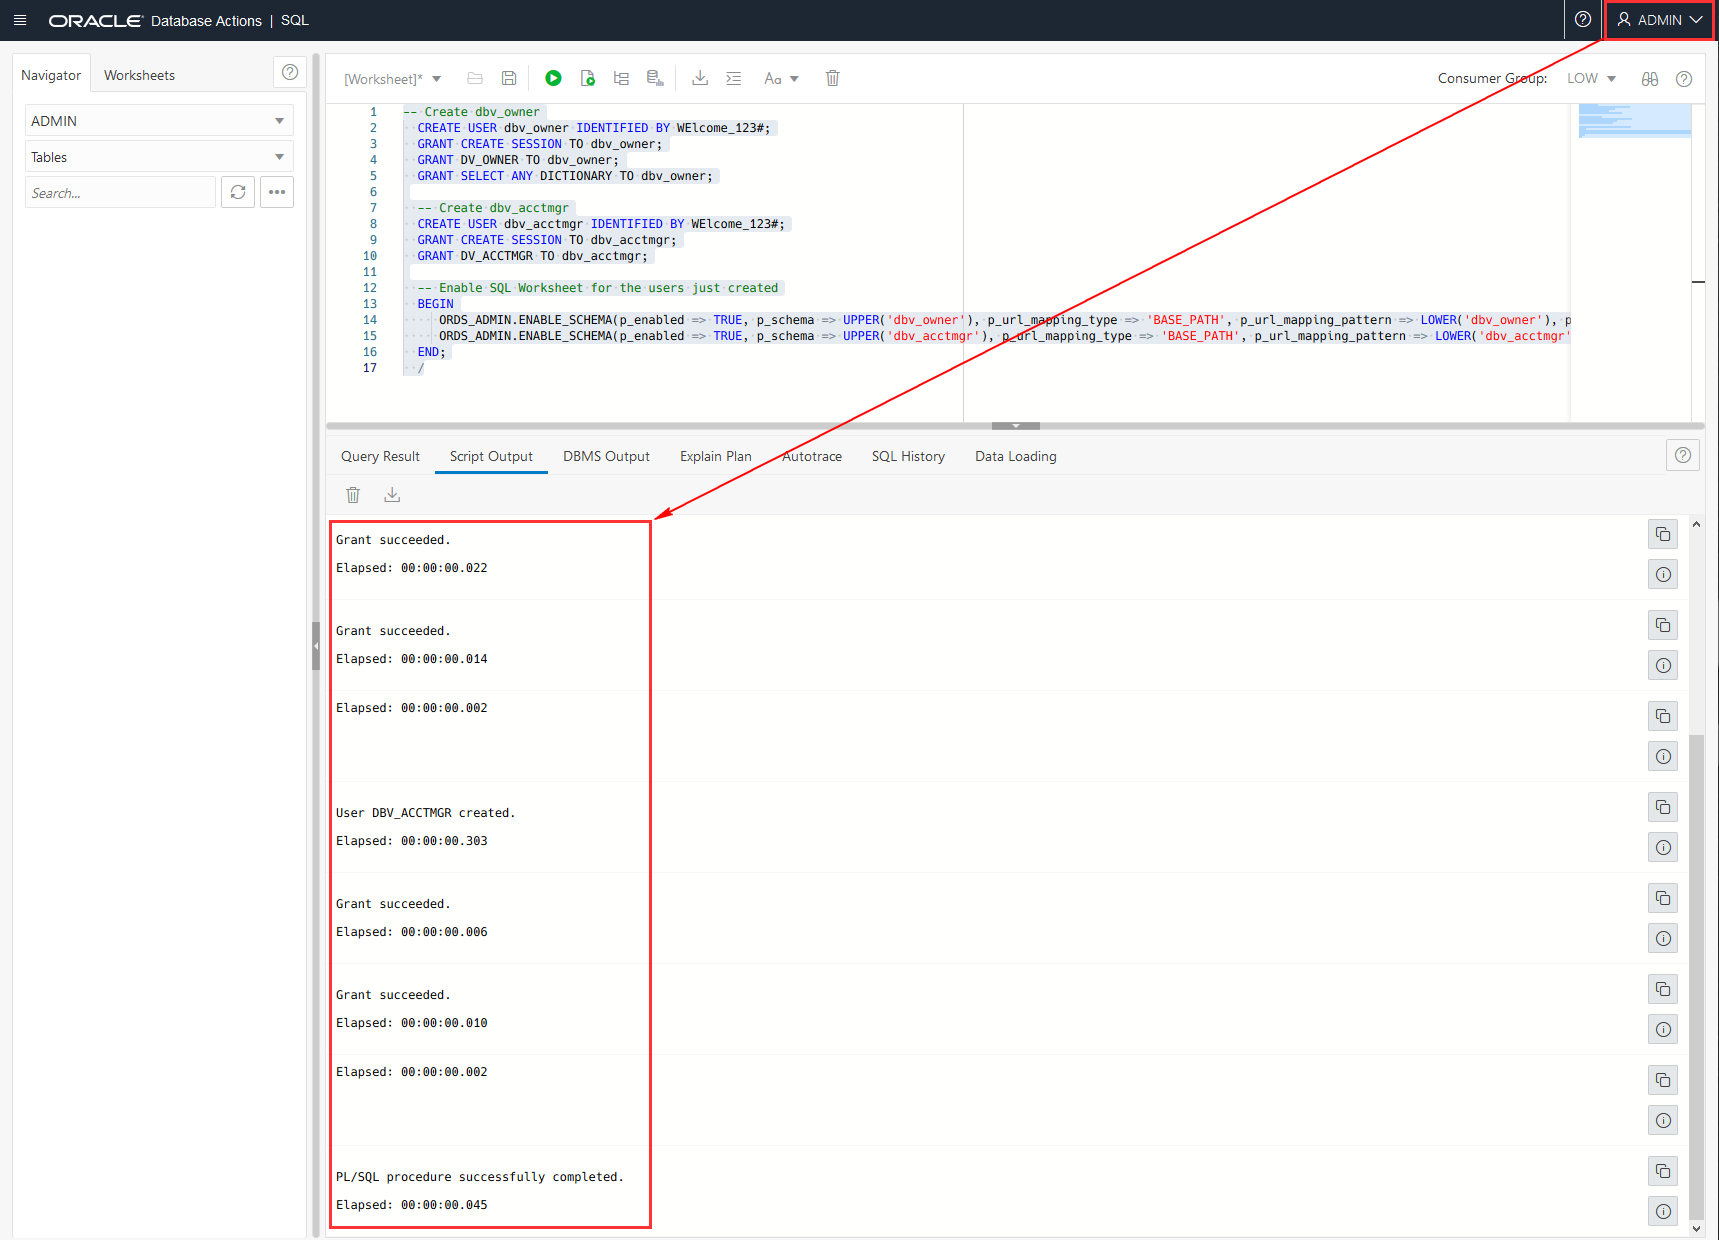 ORACLE Database Actions | SQL
ADMIN
Navigator
Worksheets
ADMIN
Tables
Search...
[Worksheet]*
Aa
Consumer Group:
LOW
1 -- Create dbv_owner
2 CREATE USER dbv_owner IDENTIFIED BY WElcome_123#;
3 GRANT CREATE SESSION TO dbv_owner;
4 GRANT DV_OWNER TO dbv_owner;
5 GRANT SELECT ANY DICTIONARY TO dbv_owner;
6
7 -- Create dbv_acctmgr
8 CREATE USER dbv_acctmgr IDENTIFIED BY WElcome_123#;
9 GRANT CREATE SESSION TO dbv_acctmgr;
10 GRANT DV_ACCTMGR TO dbv_acctmgr;
11
12 -- Enable SQL Worksheet for the users just created
13 BEGIN
14 ORDS_ADMIN.ENABLE_SCHEMA(p_enabled => TRUE, p_schema => UPPER('dbv_owner'), p_url_mapping_type => 'BASE_PATH', p_url_mapping_pattern => LOWER('dbv_owner'), p
15 ORDS_ADMIN.ENABLE_SCHEMA(p_enabled => TRUE, p_schema => UPPER('dbv_acctmgr'), p_url_mapping_type => 'BASE_PATH', p_url_mapping_pattern => LOWER('dbv_acctmgr'
16 END;
17 /
Query Result
Script Output
DBMS Output
Explain Plan
Autotrace
SQL History
Data Loading
Grant succeeded.
Elapsed: 00:00:00.022
Grant succeeded.
Elapsed: 00:00:00.014
Elapsed: 00:00:00.002
User DBV_ACCTMGR created.
Elapsed: 00:00:00.303
Grant succeeded.
Elapsed: 00:00:00.006
Grant succeeded.
Elapsed: 00:00:00.010
Elapsed: 00:00:00.002
PL/SQL procedure successfully completed.
Elapsed: 00:00:00.045